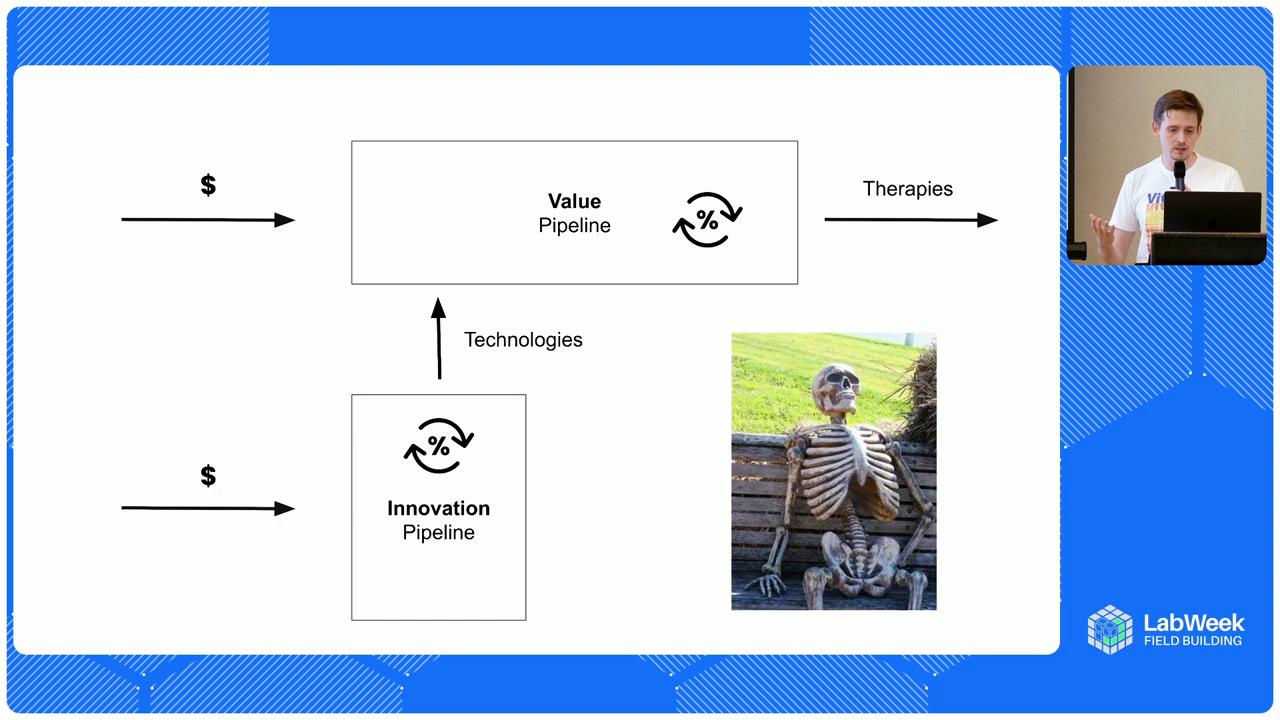 $
Value
Pipeline
%
Therapies
Technologies
%
$
Innovation
Pipeline
LabWeek
FIELD BUILDING